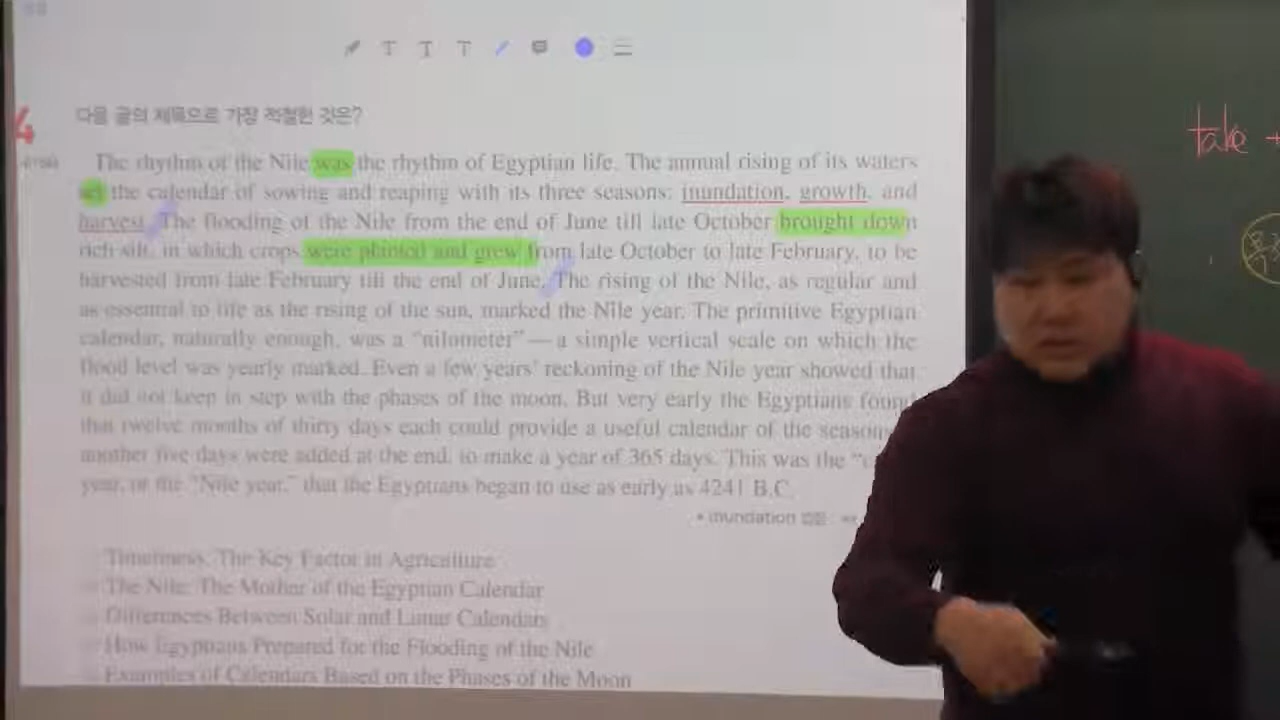 4
다음 글의 제목으로 가장 적절한 것은?
The rhythm of the Nile was the rhythm of Egyptian life. The annual rising of its waters
set the calendar of sowing and reaping with its three seasons: inundation, growth, and
harvest. The flooding of the Nile from the end of June till late October brought down
rich silt, in which crops were planted and grew from late October to late February, to be
harvested from late February till the end of June. The rising of the Nile, as regular and
as essential to life as the rising of the sun, marked the Nile year. The primitive Egyptian
calendar, naturally enough, was a “nilometer” — a simple vertical scale on which the
flood level was yearly marked. Even a few years’ reckoning of the Nile year showed that
it did not keep in step with the phases of the moon. But very early the Egyptians found
that twelve months of thirty days each could provide a useful calendar of the seasons
another five days were added at the end, to make a year of 365 days. This was the
year, or the “Nile year,” that the Egyptians began to use as early as 4241 B.C.
* inundation 범람
Timeliness: The Key Factor in Agriculture
The Nile: The Mother of the Egyptian Calendar
Differences Between Solar and Lunar Calendars
How Egyptians Prepared for the Flooding of the Nile
Examples of Calendars Based on the Phases of the Moon
take +